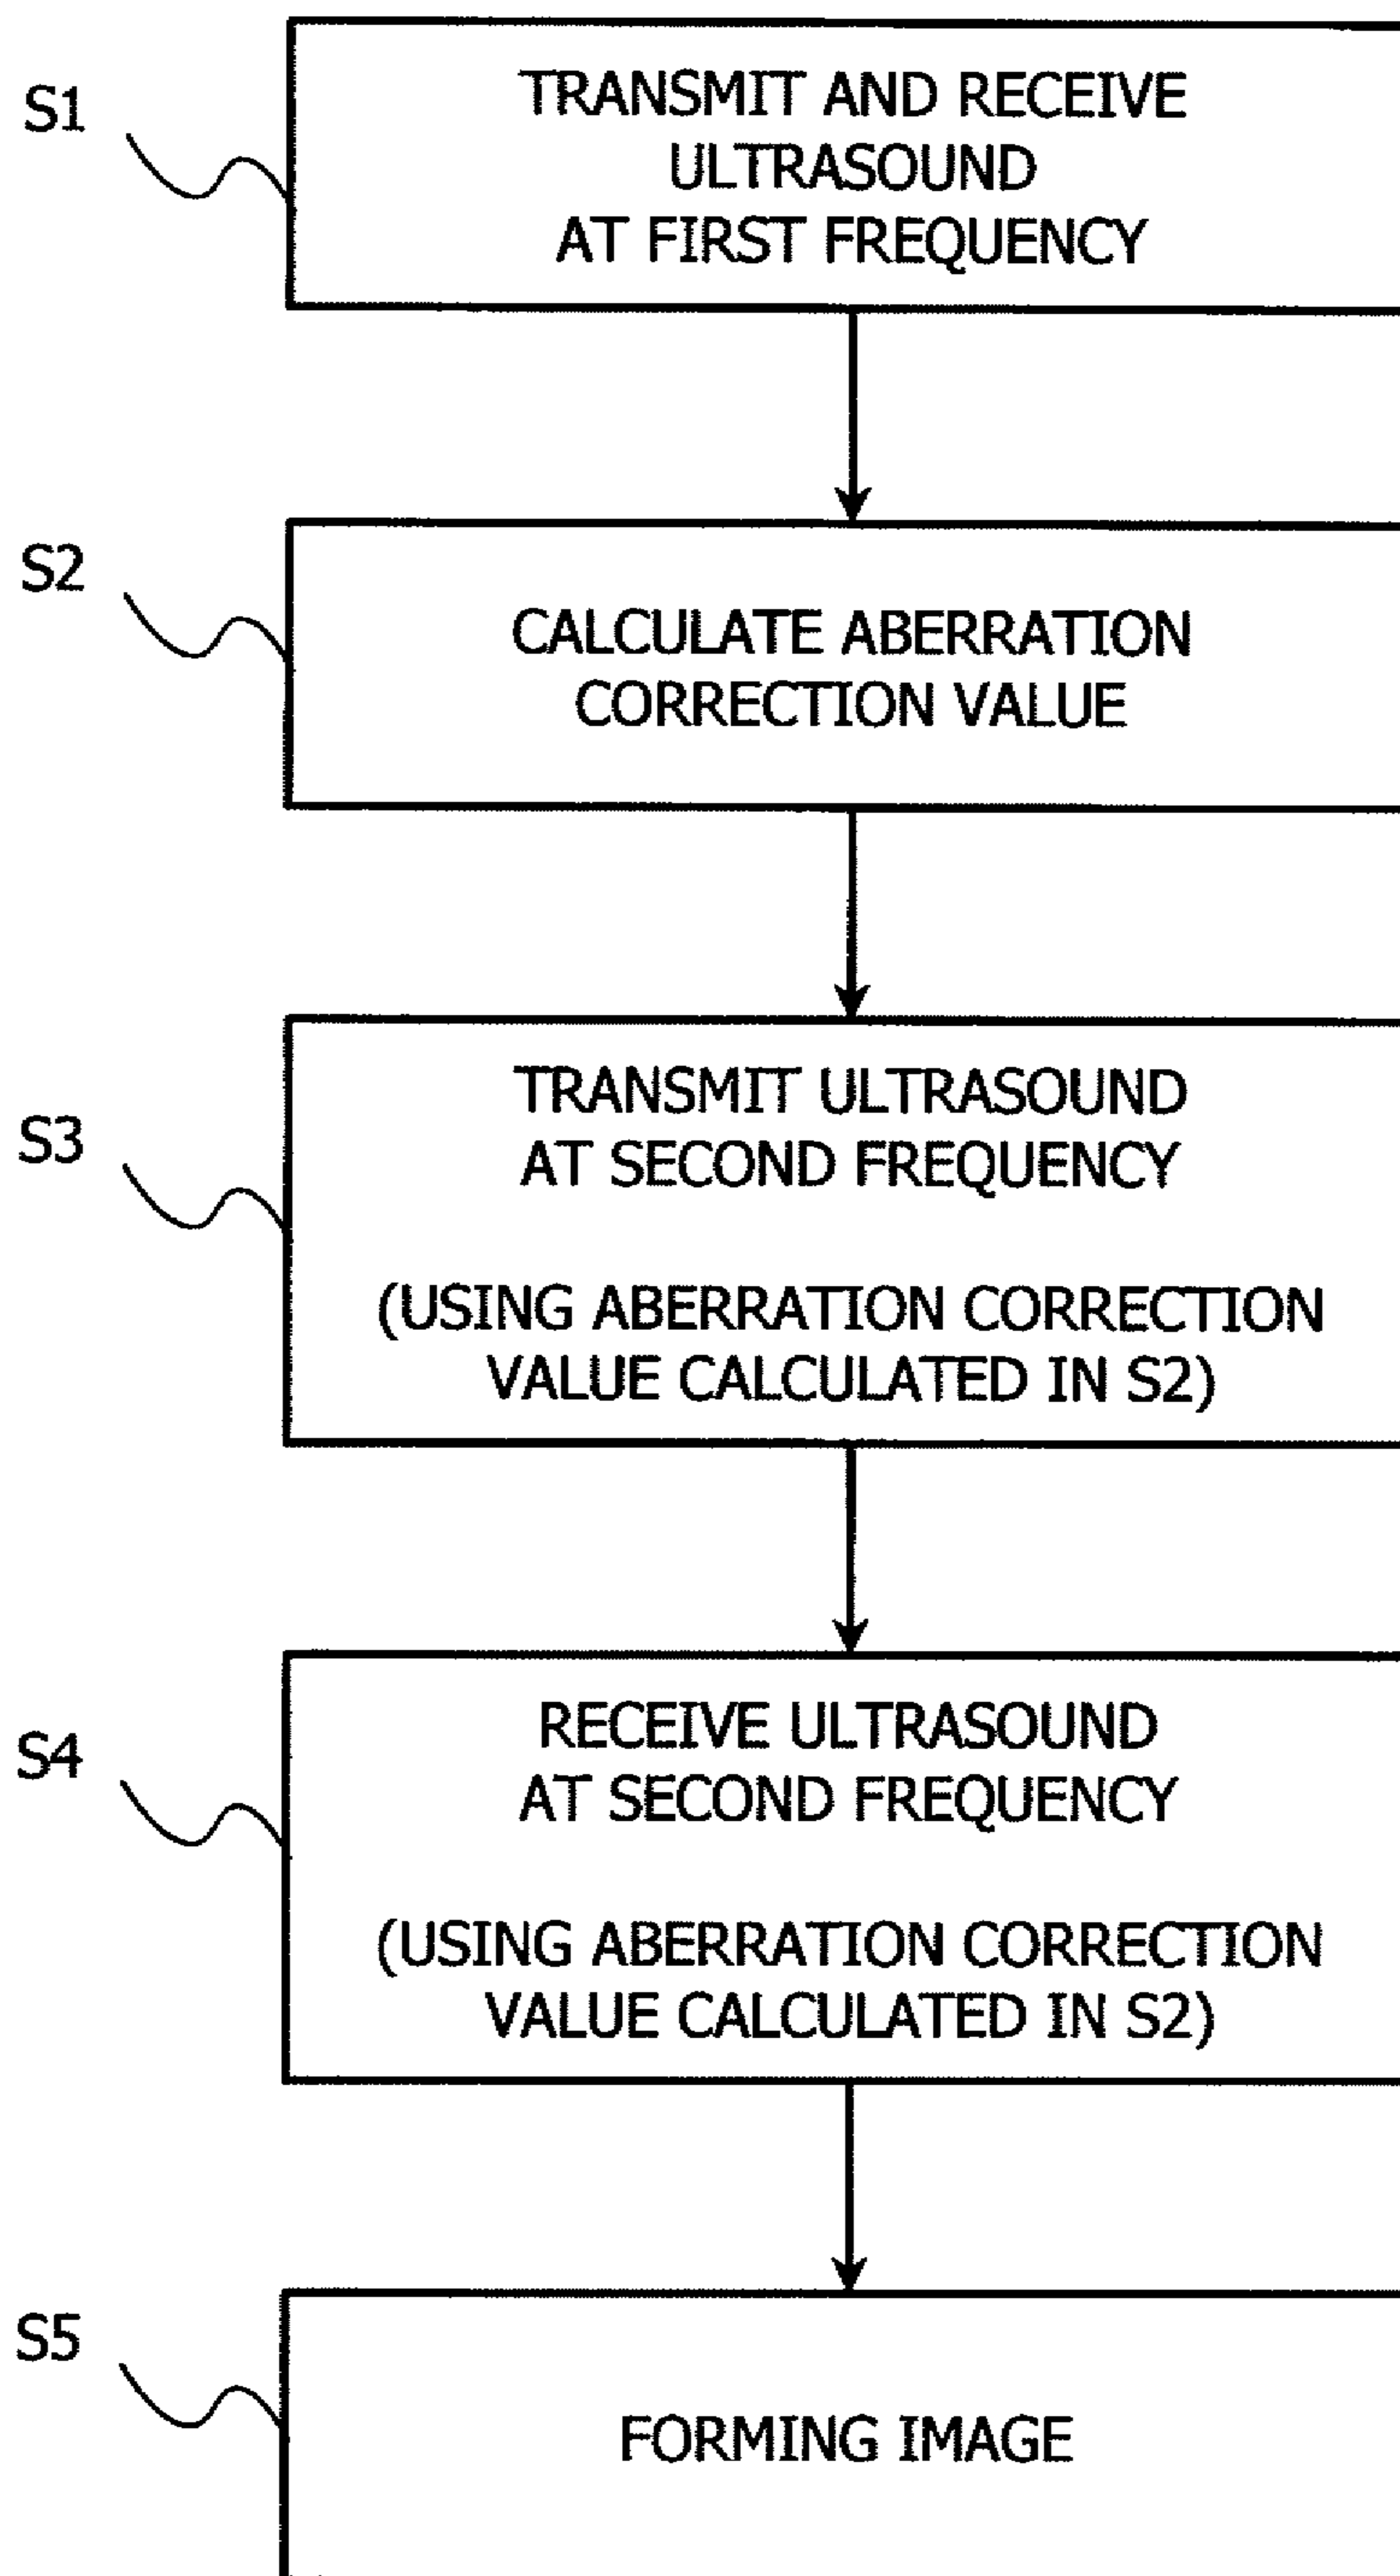 S1
TRANSMIT AND RECEIVE
ULTRASOUND
AT FIRST FREQUENCY
S2
CALCULATE ABERRATION
CORRECTION VALUE
S3
TRANSMIT ULTRASOUND
AT SECOND FREQUENCY
(USING ABERRATION CORRECTION
VALUE CALCULATED IN S2)
S4
RECEIVE ULTRASOUND
AT SECOND FREQUENCY
(USING ABERRATION CORRECTION
VALUE CALCULATED IN S2)
S5
FORMING IMAGE